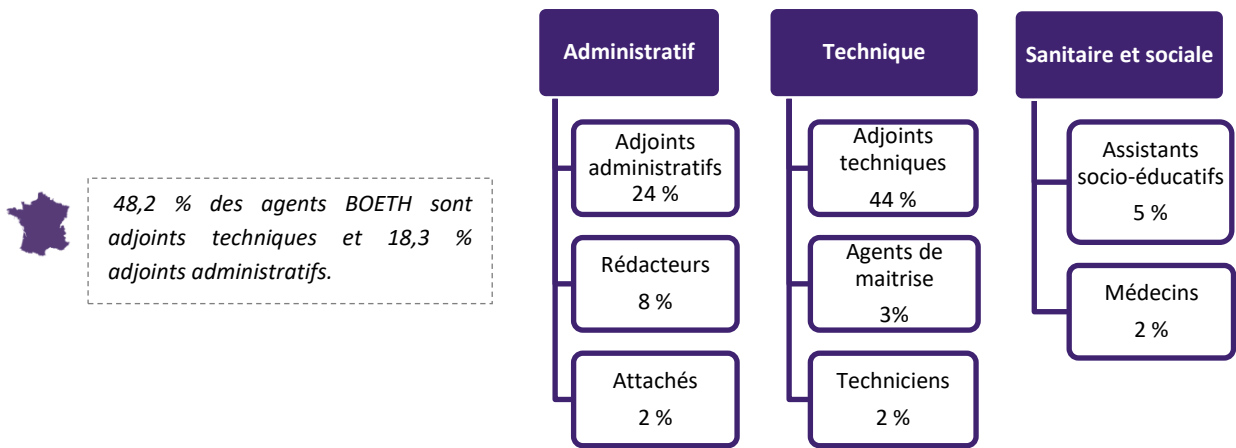 48,2 % des agents BOETH sont
adjoints techniques et 18,3 %
adjoints administratifs.
Administratif
Adjoints
administratifs
24 %
Rédacteurs
8 %
Attachés
2 %
Technique
Adjoints
techniques
44 %
Agents de
maitrise
3%
Techniciens
2 %
Sanitaire et sociale
Assistants
socio-éducatifs
5 %
Médecins
2 %